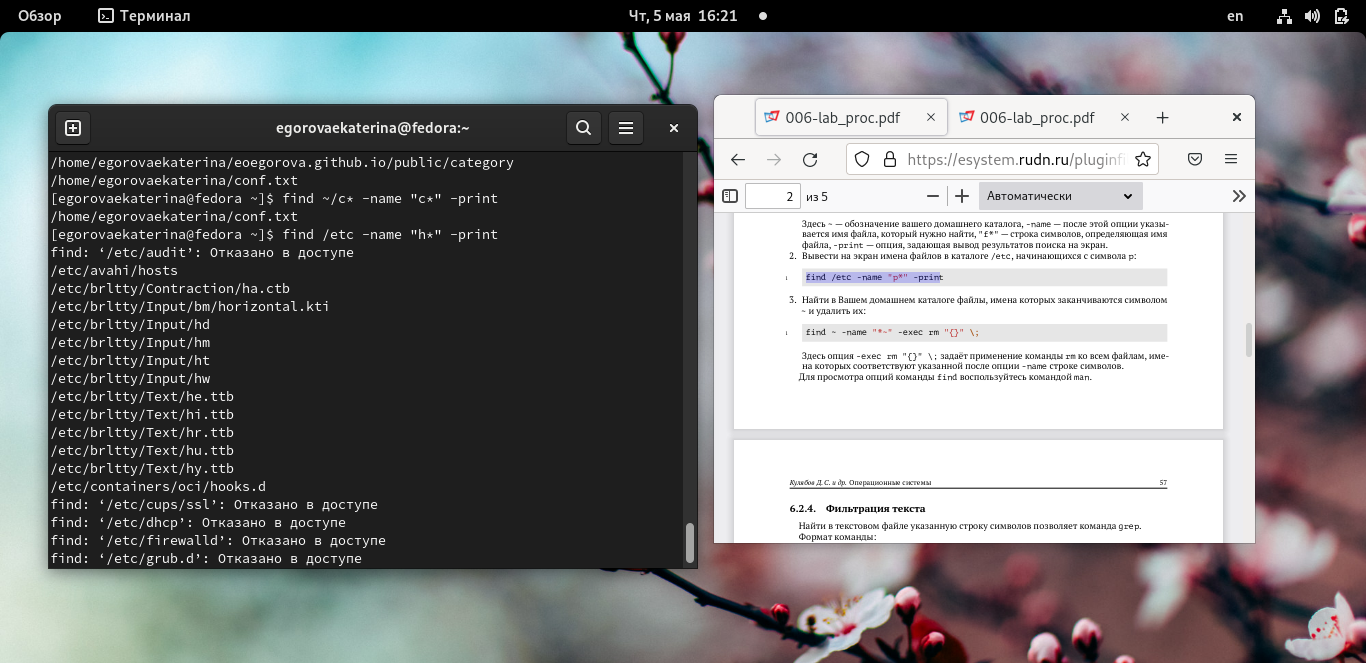 Обзор
Терминал
Чт, 5 мая 16:21
en
egorovaekaterina@fedora:~
/home/egorovaekaterina/eoegorova.github.io/public/category
/home/egorovaekaterina/conf.txt
[egorovaekaterina@fedora ~]$ find ~/c* -name "c*" -print
/home/egorovaekaterina/conf.txt
[egorovaekaterina@fedora ~]$ find /etc -name "h*" -print
find: ‘/etc/audit’: Отказано в доступе
/etc/avahi/hosts
/etc/brltty/Contraction/ha.ctb
/etc/brltty/Input/bm/horizontal.kti
/etc/brltty/Input/hd
/etc/brltty/Input/hm
/etc/brltty/Input/ht
/etc/brltty/Input/hw
/etc/brltty/Text/he.ttb
/etc/brltty/Text/hi.ttb
/etc/brltty/Text/hr.ttb
/etc/brltty/Text/hu.ttb
/etc/brltty/Text/hy.ttb
/etc/containers/oci/hooks.d
find: ‘/etc/cups/ssl’: Отказано в доступе
find: ‘/etc/dhcp’: Отказано в доступе
find: ‘/etc/firewalld’: Отказано в доступе
find: ‘/etc/grub.d’: Отказано в доступе
006-lab_proc.pdf
006-lab_proc.pdf
https://esystem.rudn.ru/pluginfi
2 из 5
Автоматически
Здесь ~ — обозначение вашего домашнего каталога, -name — после этой опции указы-
вается имя файла, который нужно найти, "f*" — строка символов, определяющая имя
файла, -print — опция, задающая вывод результатов поиска на экран.
2. Вывести на экран имена файлов в каталоге /etc, начинающихся с символа p:
1 find /etc -name "p*" -print
3. Найти в Вашем домашнем каталоге файлы, имена которых заканчиваются символом
~ и удалить их:
1 find ~ -name "*~" -exec rm "{}" \;
Здесь опция -exec rm "{}" \; задаёт применение команды rm ко всем файлам, име-
на которых соответствуют указанной после опции -name строке символов.
Для просмотра опций команды find воспользуйтесь командой man.
Кулябов Д. С. и др. Операционные системы 57
6.2.4. Фильтрация текста
Найти в текстовом файле указанную строку символов позволяет команда grep.
Формат команды: